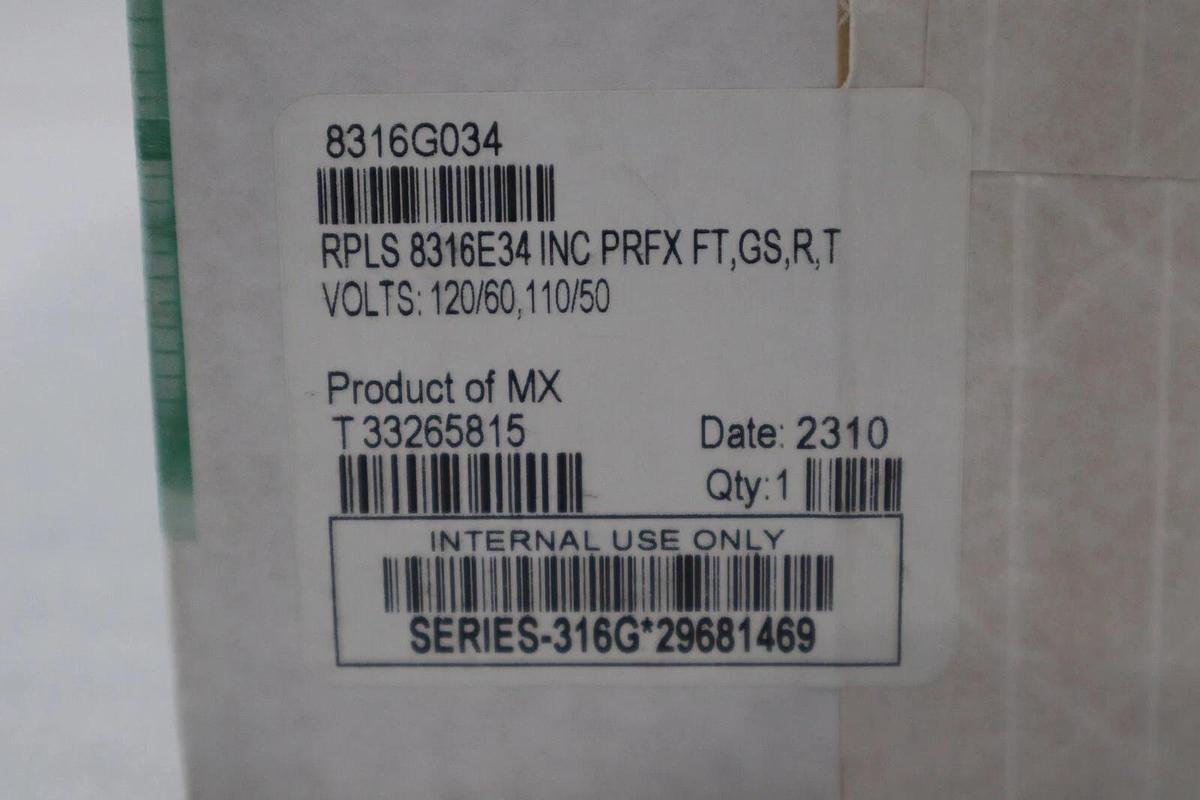 8316G034
RPLS 8316E34 INC PRFX FT,GS,R,T
VOLTS: 120/60,110/50
Product of MX
T 33265815
Date: 2310
Qty:1
INTERNAL USE ONLY
SERIES-316G*29681469